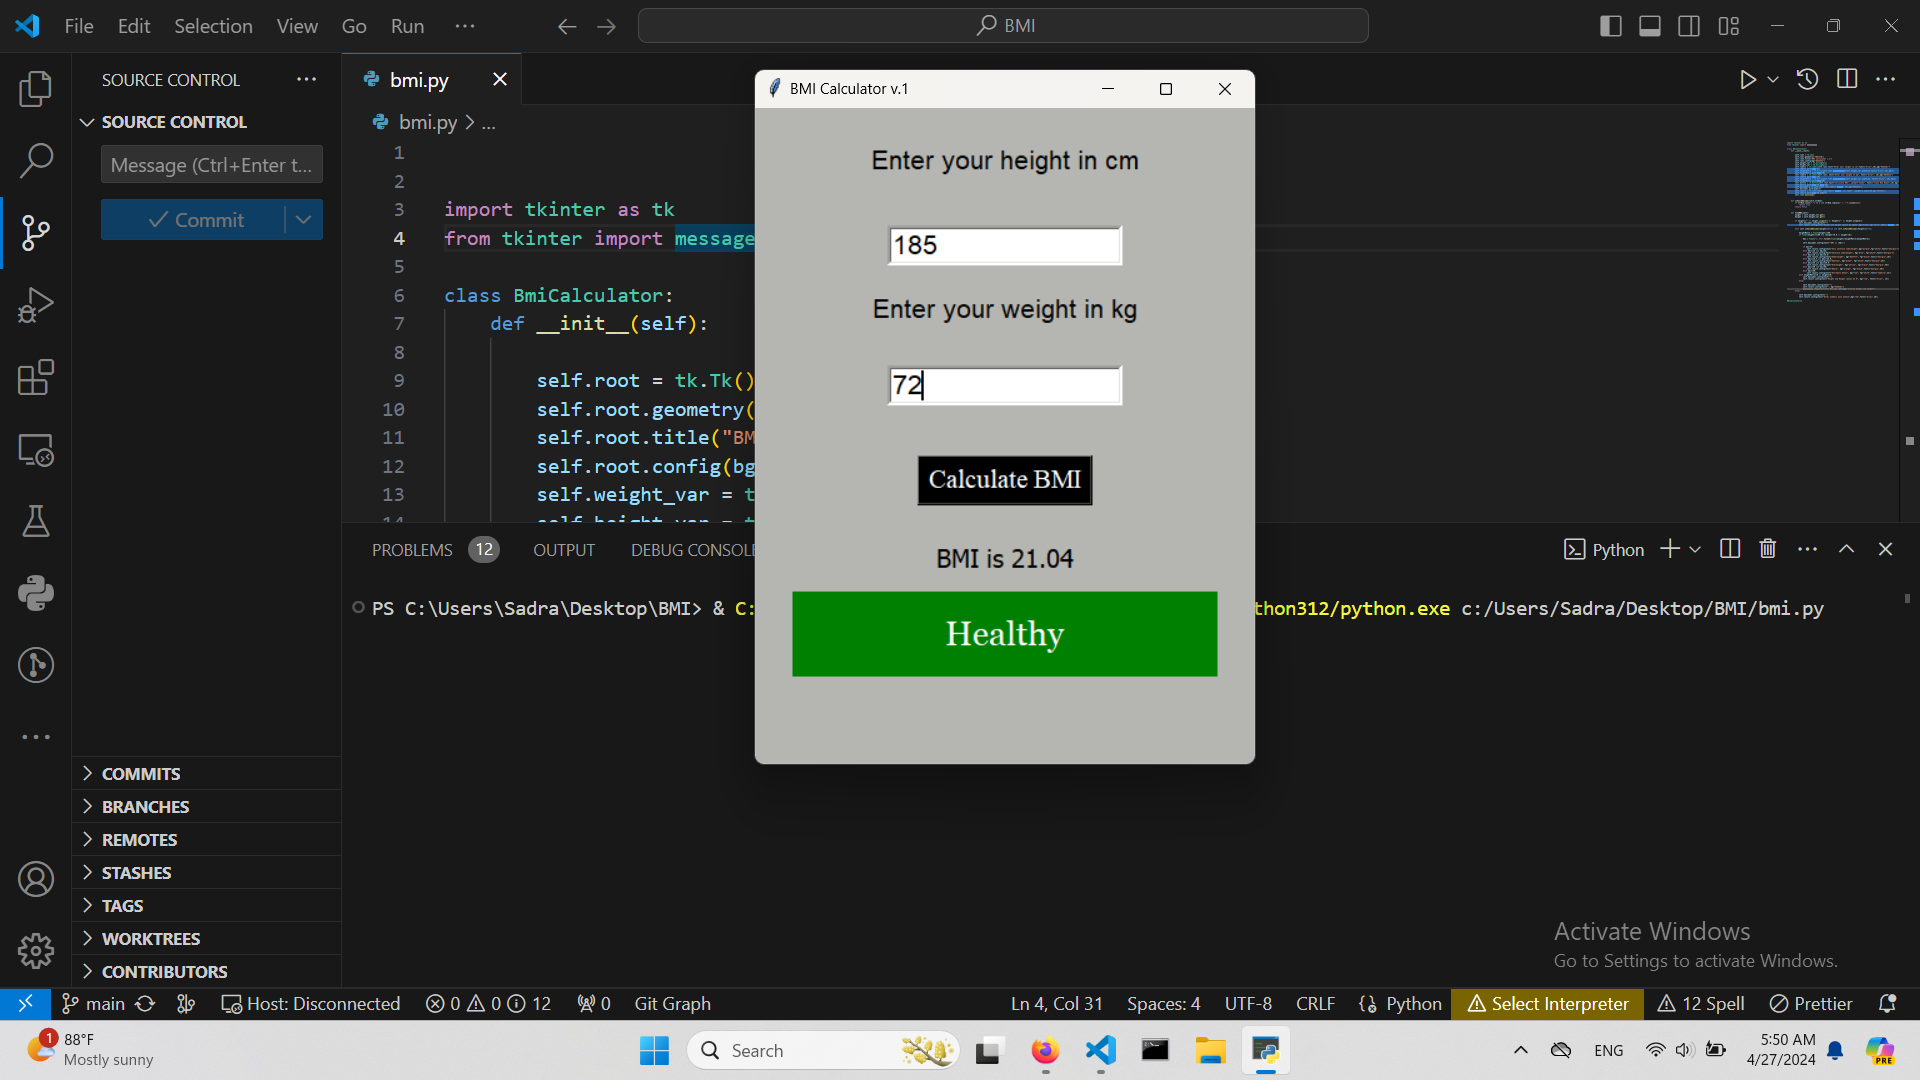 File Edit Selection View Go Run ...
BMI
SOURCE CONTROL
SOURCE CONTROL
Message (Ctrl+Enter t...
Commit
bmi.py
bmi.py > ...
1
2
3 import tkinter as tk
4 from tkinter import message
5
6 class BmiCalculator:
7 def __init__(self):
8
9 self.root = tk.Tk()
10 self.root.geometry(
11 self.root.title("BM
12 self.root.config(bg
13 self.weight_var = t
BMI Calculator v.1
Enter your height in cm
185
Enter your weight in kg
72
Calculate BMI
BMI is 21.04
Healthy
PROBLEMS 12 OUTPUT DEBUG CONSOLE
Python
PS C:\Users\Sadra\Desktop\BMI> & C: thon312/python.exe c:/Users/Sadra/Desktop/BMI/bmi.py
COMMITS
BRANCHES
REMOTES
STASHES
TAGS
WORKTREES
CONTRIBUTORS
Activate Windows
Go to Settings to activate Windows.
main Host: Disconnected 0 0 12 0 Git Graph Ln 4, Col 31 Spaces: 4 UTF-8 CRLF Python Select Interpreter 12 Spell Prettier
1 88°F
Mostly sunny
Search
ENG
5:50 AM
4/27/2024
PRE